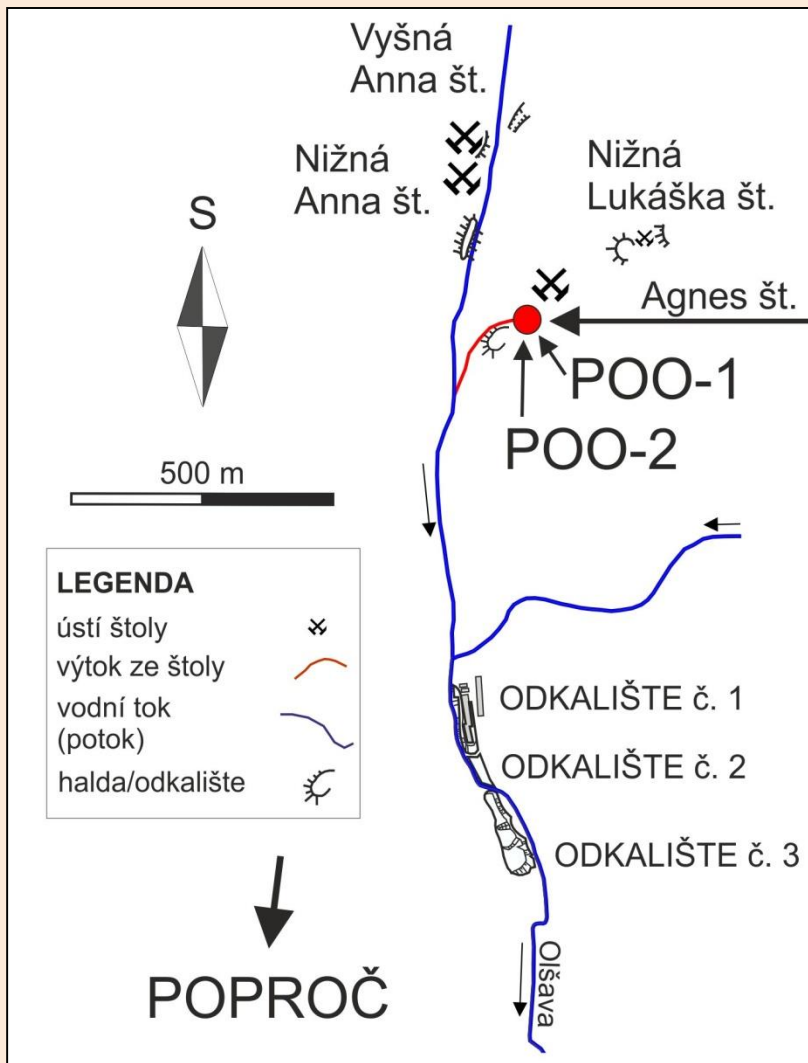 Vyšná
Anna št.
Nižná
Anna št.
Nižná
Lukáška št.
S
Agnes št.
POO-1
POO-2
500 m
LEGENDA
ústí štoly
výtok ze štoly
vodní tok
(potok)
halda/odkaliště
ODKALIŠTE č. 1
ODKALIŠTE č. 2
ODKALIŠTE č. 3
POPROČ
Olšava